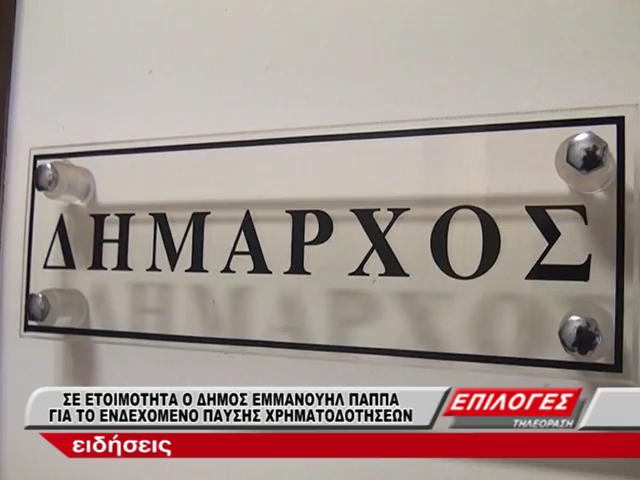 ΔΗΜΑΡΧΟΣ
ΣΕ ΕΤΟΙΜΟΤΗΤΑ Ο ΔΗΜΟΣ ΕΜΜΑΝΟΥΗΛ ΠΑΠΠΑ
ΓΙΑ ΤΟ ΕΝΔΕΧΟΜΕΝΟ ΠΑΥΣΗΣ ΧΡΗΜΑΤΟΔΟΤΗΣΕΩΝ
ΕΠΙΛΟΓΕΣ
ΤΗΛΕΟΡΑΣΗ
ειδήσεις